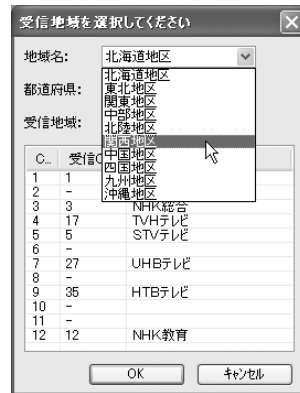 受信地域を選択してください
地域名: 北海道地区
北海道地区
東北地区
都道府県:
関東地区
中部地区
受信地域:
北陸地区
関西地区
中国地区
四国地区
九州地区
沖縄地区
C... 受信C
1 1
2 -
3 3 NHK総合
4 17 TVHテレビ
5 5 STVテレビ
6 -
7 27 UHBテレビ
8 -
9 35 HTBテレビ
10 -
11 -
12 12 NHK教育
OK キャンセル